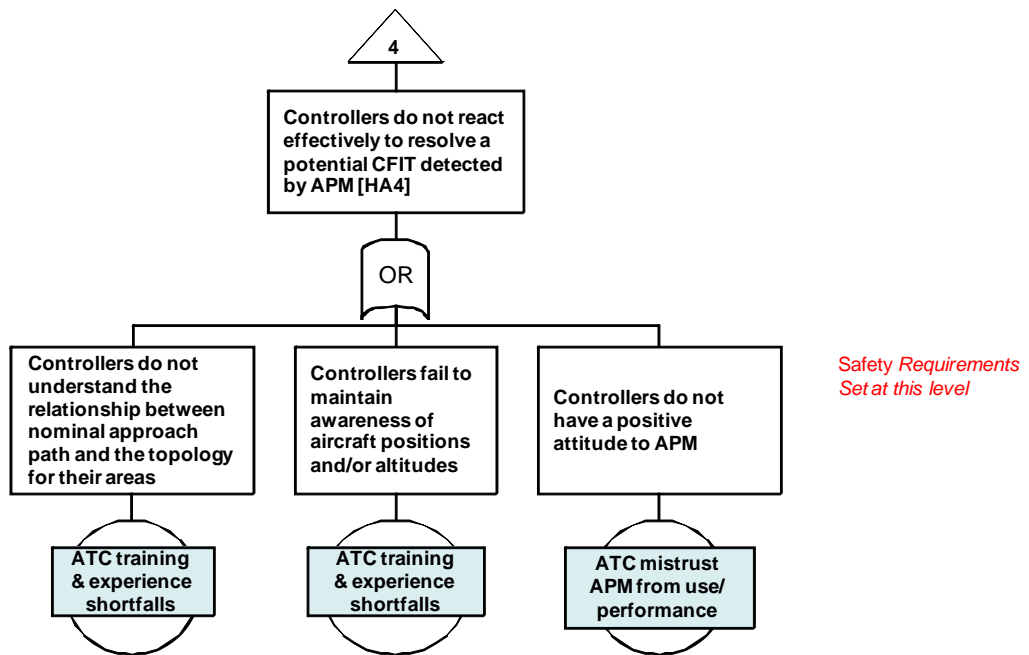 4
Controllers do not react
effectively to resolve a
potential CFIT detected
by APM [HA4]
OR
Controllers do not
understand the
relationship between
nominal approach
path and the topology
for their areas
Controllers fail to
maintain
awareness of
aircraft positions
and/or altitudes
Controllers do not
have a positive
attitude to APM
Safety Requirements
Set at this level
ATC training
& experience
shortfalls
ATC training
& experience
shortfalls
ATC mistrust
APM from use/
performance